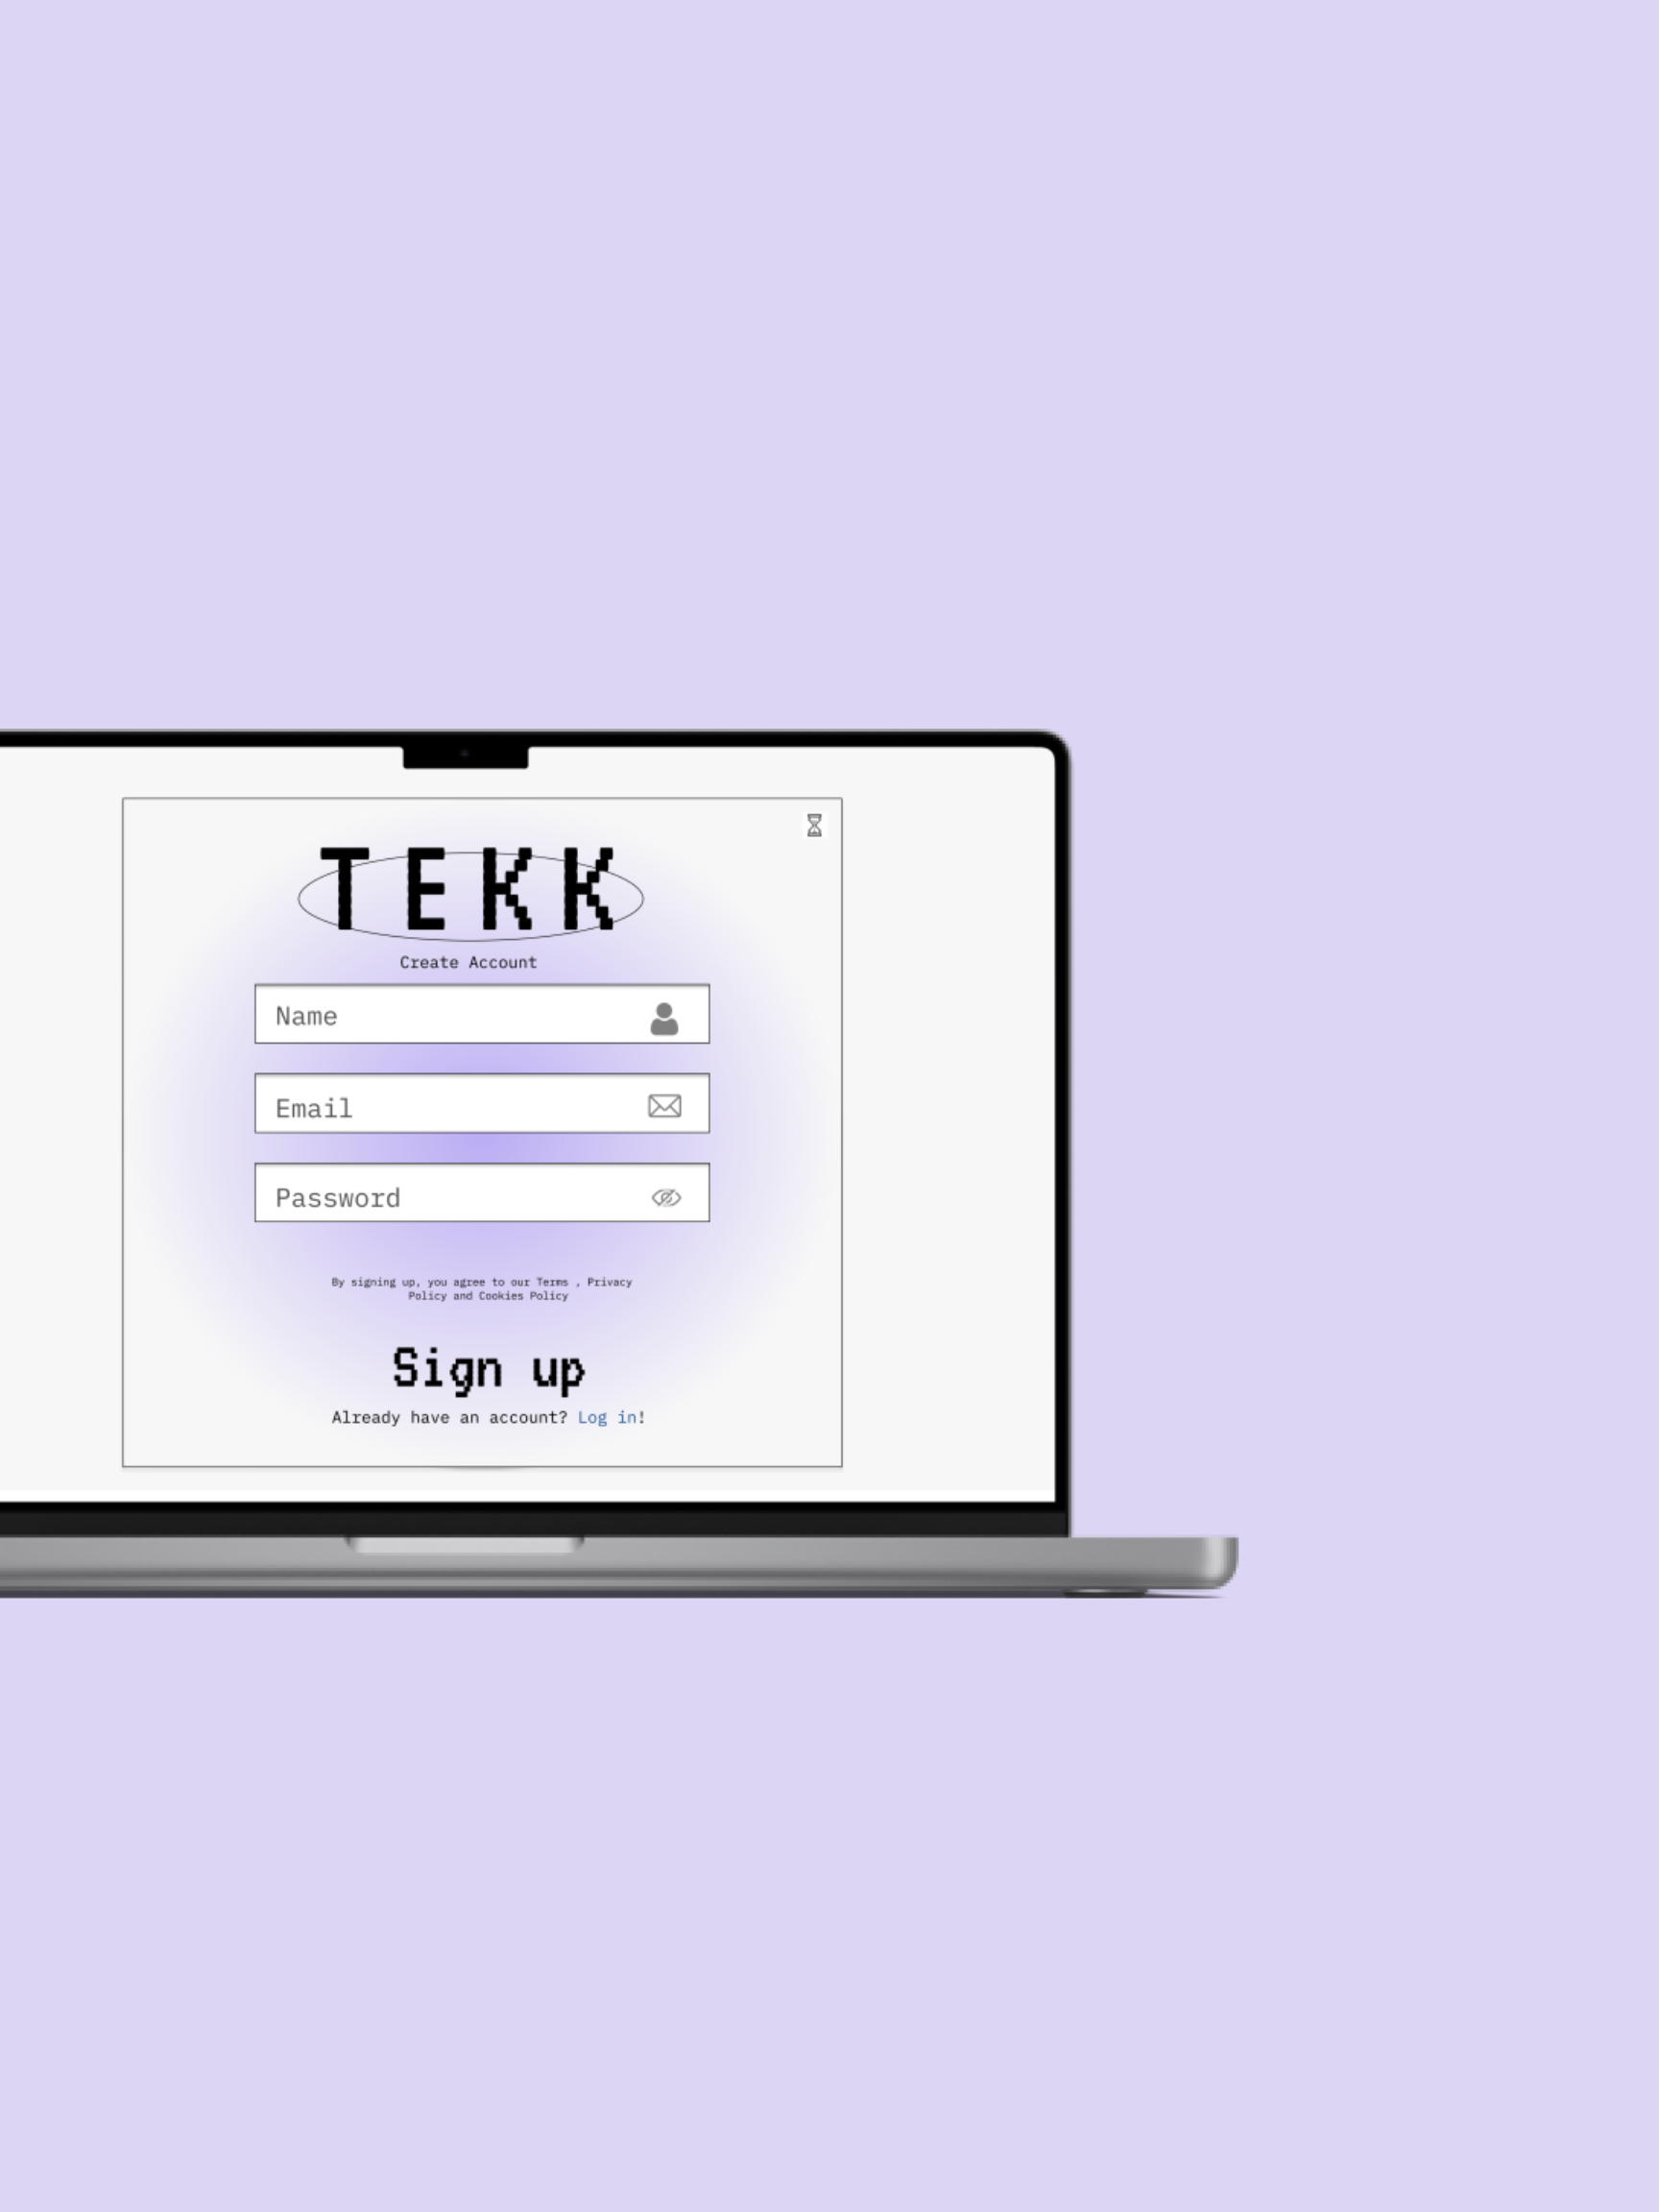 TEKK
Create Account
Name
Email
Password
By signing up, you agree to our Terms , Privacy
Policy and Cookies Policy
Sign up
Already have an account? Log in!